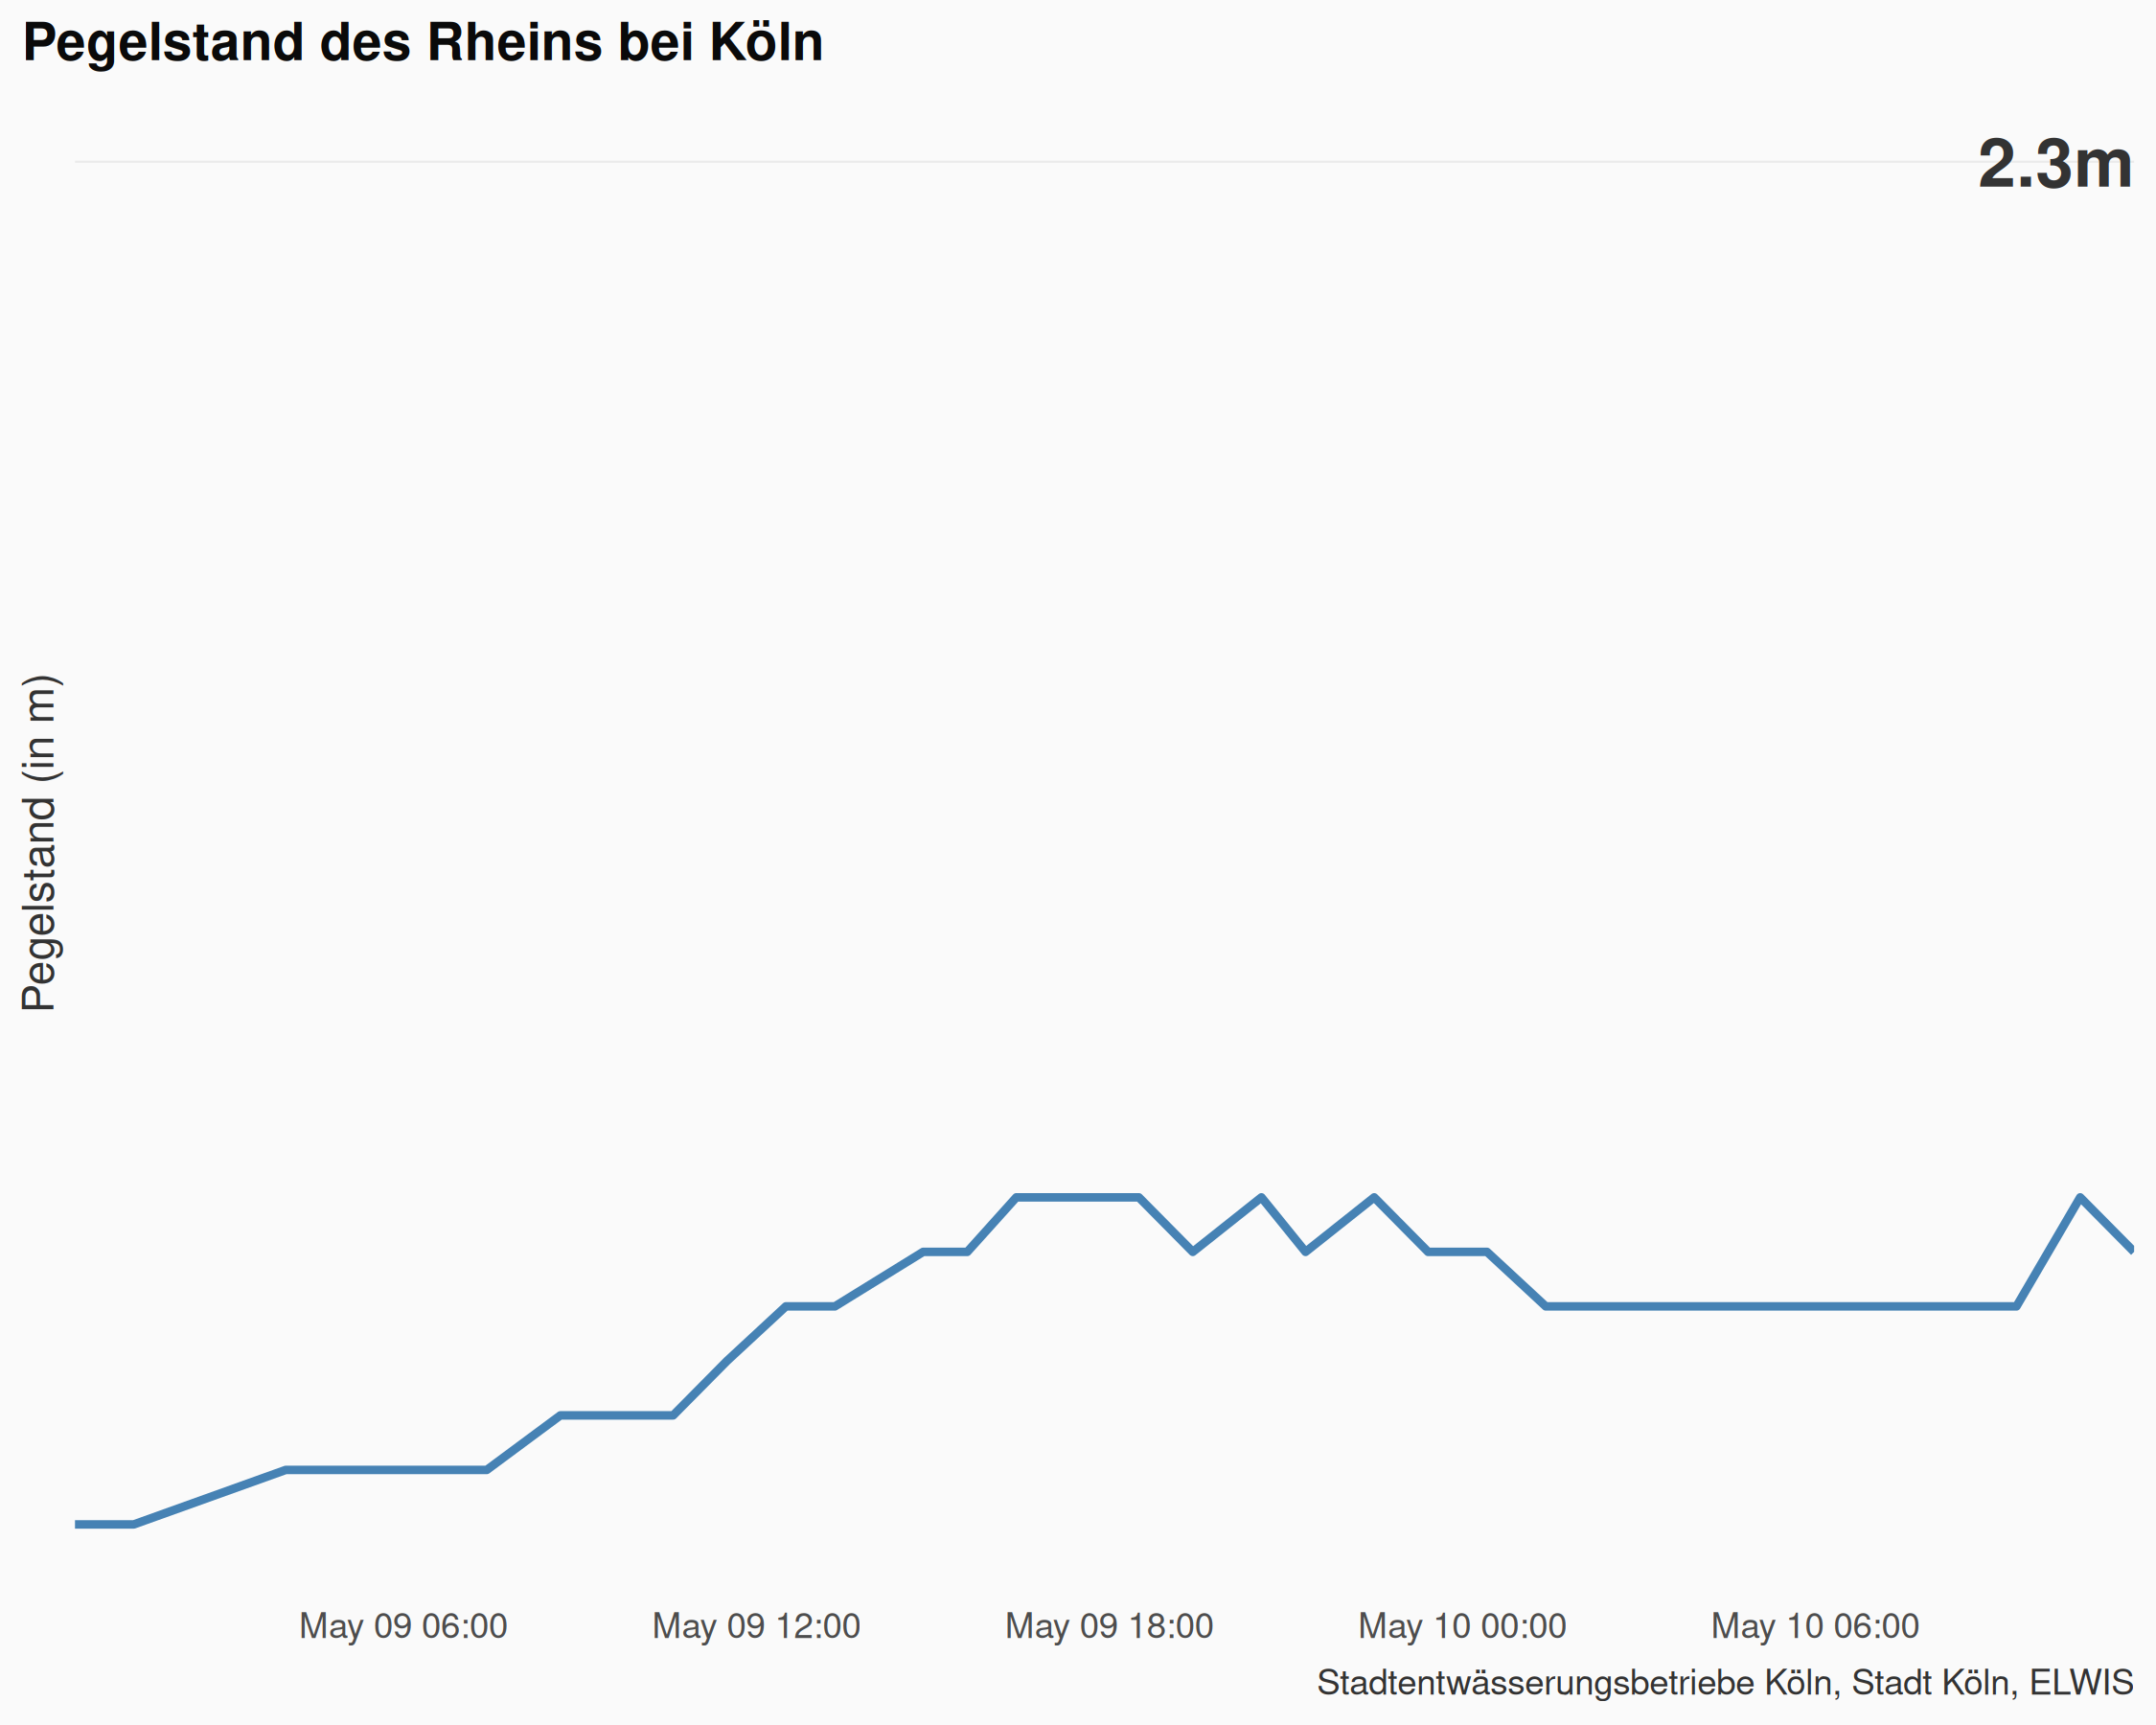 Pegelstand des Rheins bei Köln
2.3m
Pegelstand (in m)
May 09 06:00 May 09 12:00 May 09 18:00 May 10 00:00 May 10 06:00
Stadtentwässerungsbetriebe Köln, Stadt Köln, ELWIS